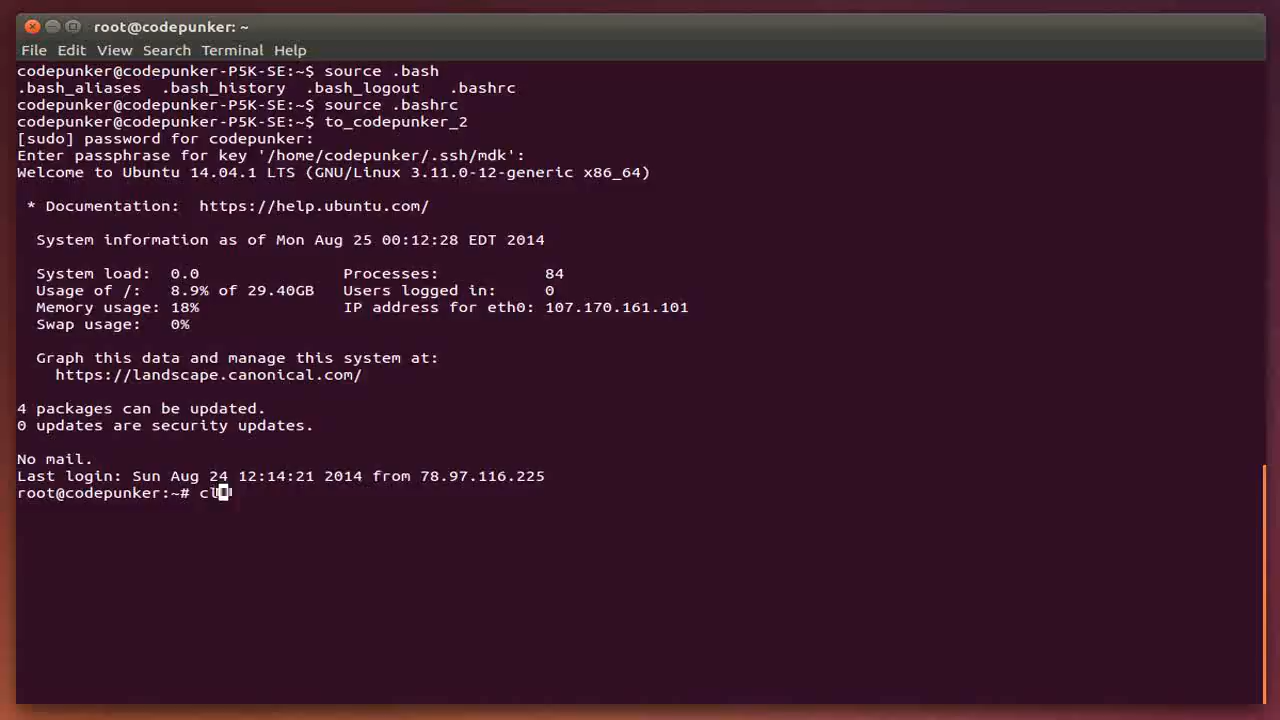 root@codepunker: ~
File Edit View Search Terminal Help
codepunker@codepunker-P5K-SE:~$ source .bash
.bash_aliases  .bash_history  .bash_logout   .bashrc
codepunker@codepunker-P5K-SE:~$ source .bashrc
codepunker@codepunker-P5K-SE:~$ to_codepunker_2
[sudo] password for codepunker:
Enter passphrase for key '/home/codepunker/.ssh/mdk':
Welcome to Ubuntu 14.04.1 LTS (GNU/Linux 3.11.0-12-generic x86_64)
* Documentation:  https://help.ubuntu.com/
System information as of Mon Aug 25 00:12:28 EDT 2014
System load:  0.0               Processes:           84
Usage of /:   8.9% of 29.40GB   Users logged in:     0
Memory usage: 18%               IP address for eth0: 107.170.161.101
Swap usage:   0%
Graph this data and manage this system at:
https://landscape.canonical.com/
4 packages can be updated.
0 updates are security updates.
No mail.
Last login: Sun Aug 24 12:14:21 2014 from 78.97.116.225
root@codepunker:~# cl